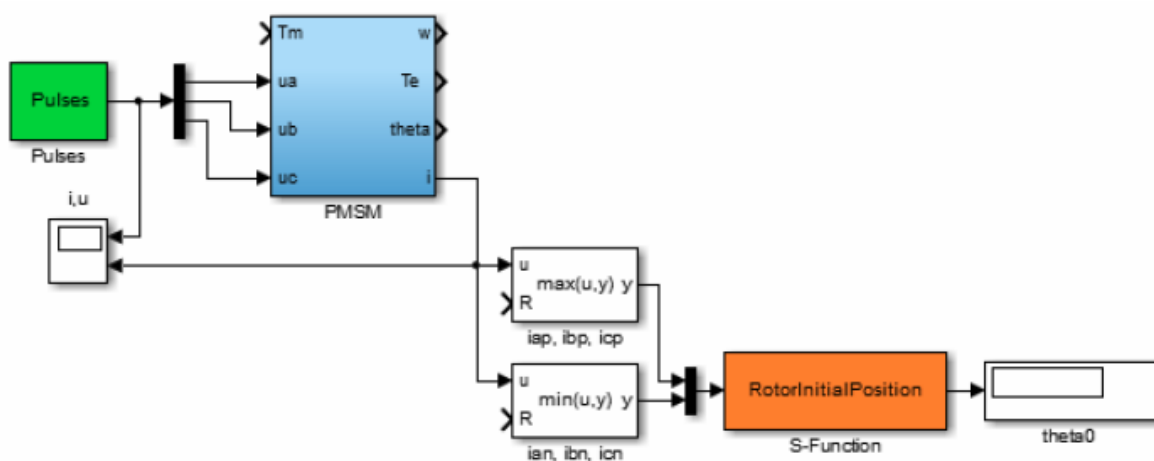 Tm
w
Pulses
ua
Te
ub
theta
Pulses
uc
i
i,u
PMSM
u
max(u,y) y
R
iap, ibp, icp
u
min(u,y) y
R
ian, ibn, icn
RotorInitialPosition
S-Function
theta0